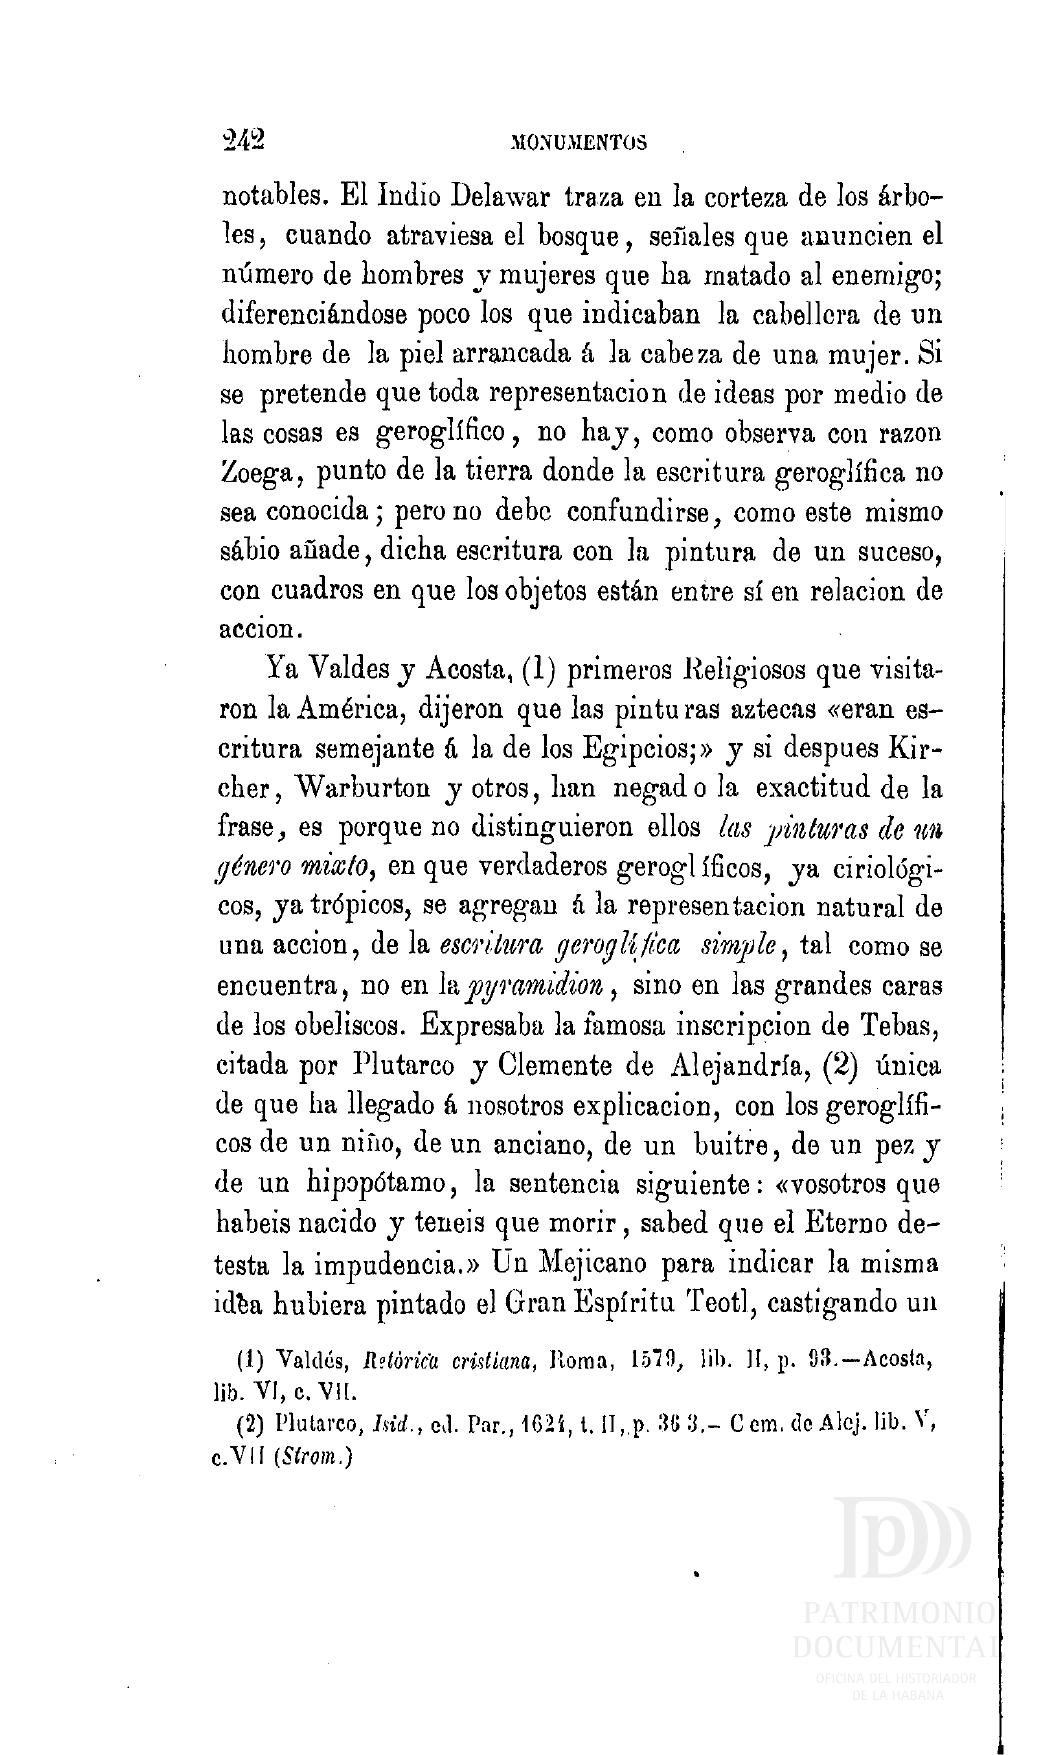 242 MONUMENTOS
notables. El Indio Delawar traza en la corteza de los árbo-
les, cuando atraviesa el bosque, señales que anuncien el
número de hombres y mujeres que ha matado al enemigo;
diferenciándose poco los que indicaban la cabellera de un
hombre de la piel arrancada á la cabeza de una mujer. Si
se pretende que toda representacion de ideas por medio de
las cosas es geroglífico, no hay, como observa con razon
Zoega, punto de la tierra donde la escritura geroglífica no
sea conocida; pero no debe confundirse, como este mismo
sábio añade, dicha escritura con la pintura de un suceso,
con cuadros en que los objetos están entre sí en relacion de
accion.
Ya Valdes y Acosta, (1) primeros Religiosos que visita-
ron la América, dijeron que las pinturas aztecas «eran es-
critura semejante á la de los Egipcios;» y si despues Kir-
cher, Warburton y otros, han negado la exactitud de la
frase, es porque no distinguieron ellos las pinturas de un
género mixto, en que verdaderos geroglíficos, ya ciriológi-
cos, ya trópicos, se agregan á la representacion natural de
una accion, de la escritura geroglífica simple, tal como se
encuentra, no en la pyramidion, sino en las grandes caras
de los obeliscos. Expresaba la famosa inscripcion de Tebas,
citada por Plutarco y Clemente de Alejandría, (2) única
de que ha llegado á nosotros explicacion, con los geroglífi-
cos de un niño, de un anciano, de un buitre, de un pez y
de un hipopótamo, la sentencia siguiente: «vosotros que
habeis nacido y teneis que morir, sabed que el Eterno de-
testa la impudencia.» Un Mejicano para indicar la misma
idea hubiera pintado el Gran Espíritu Teotl, castigando un
(1) Valdés, Retórica cristiana, Roma, 1579, lib. II, p. 93.—Acosta,
lib. VI, c. VII.
(2) Plutarco, Isid., ed. Par., 1624, t. II, p. 363.- C em. de Alej. lib. V,
c. VII (Strom.)
PATRIMONIO
DOCUMENTAL
OFICINA DEL HISTORIADOR
DE LA HABANA